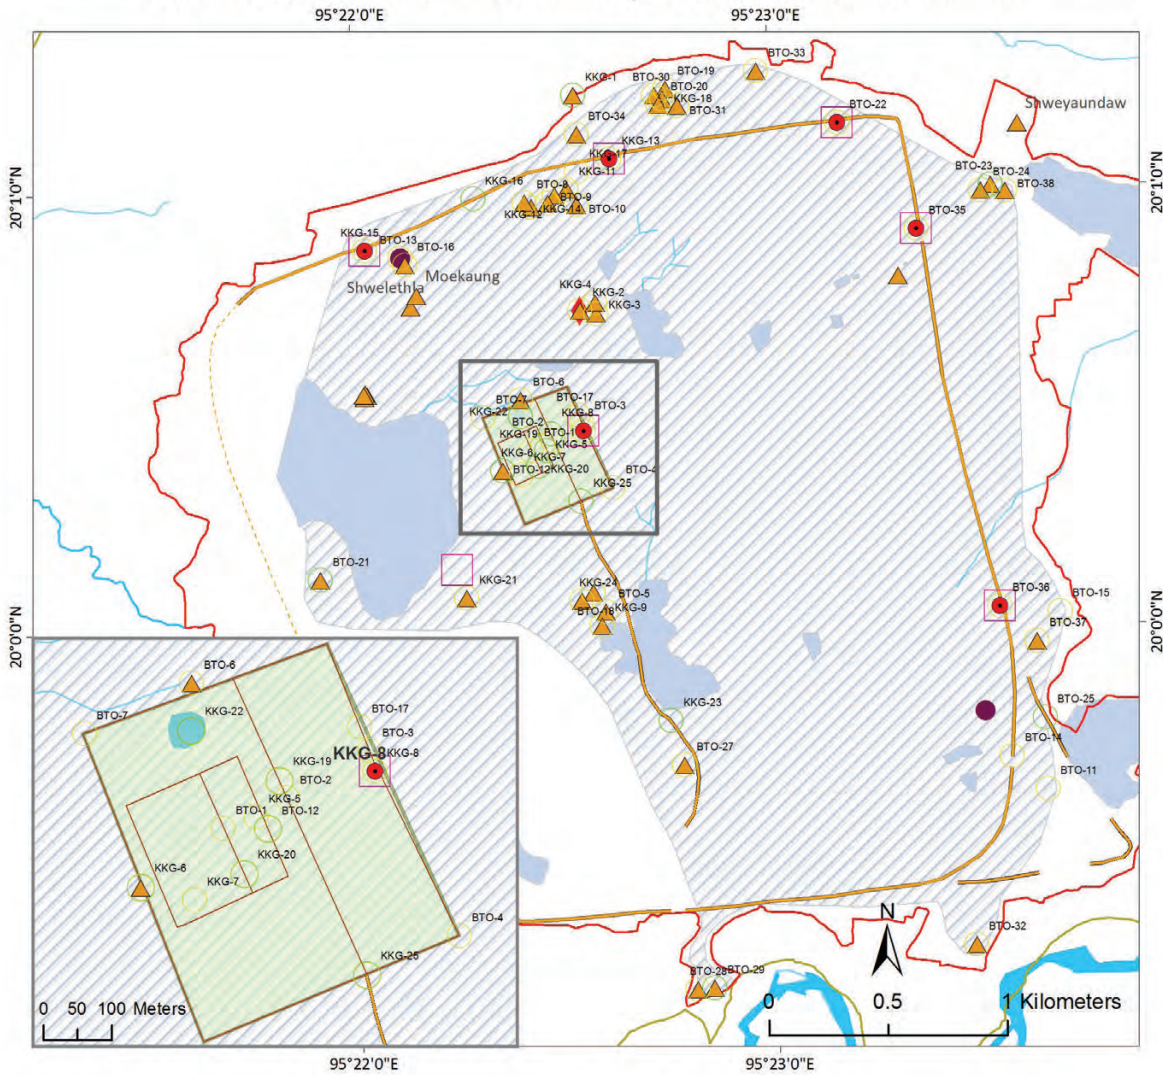 95°22'0"E
95°23'0"E
BTO-33
KKG-1
BTO-30
BTO-19
BTO-20
KKG-18
BTO-31
Shweyaundaw
BTO-22
BTO-34
KKG-13
KKG-17
KKG-11
BTO-23
BTO-24
BTO-38
20°1'0"N
20°1'0"N
KKG-16
BTO-8
BTO-9
KKG-12
KKG-14
BTO-10
BTO-35
KKG-15
BTO-13
BTO-16
Moekaung
Shwelethla
KKG-4
KKG-2
KKG-3
BTO-6
BTO-7
BTO-17
KKG-22
KKG-8
BTO-3
BTO-2
KKG-19
BTO-1
KKG-5
KKG-6
KKG-7
BTO-12
KKG-20
BTO-4
KKG-25
BTO-21
KKG-21
KKG-24
BTO-5
BTO-18
KKG-9
BTO-36
BTO-15
BTO-37
20°0'0"N
20°0'0"N
KKG-23
BTO-25
BTO-14
BTO-27
BTO-11
BTO-6
KKG-22
BTO-7
BTO-17
BTO-3
KKG-8
KKG-8
KKG-19
BTO-2
KKG-5
BTO-1
BTO-12
KKG-20
KKG-6
KKG-7
BTO-4
KKG-25
0 50 100 Meters
N
BTO-32
BTO-28
BTO-29
0 0.5 1 Kilometers
95°22'0"E
95°23'0"E